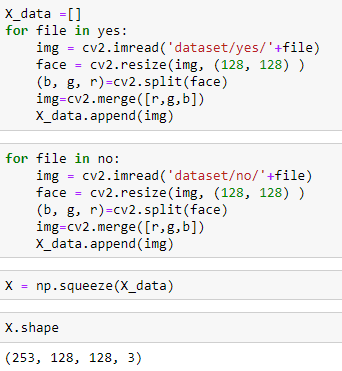 X_data =[]
for file in yes:
    img = cv2.imread('dataset/yes/'+file)
    face = cv2.resize(img, (128, 128) )
    (b, g, r)=cv2.split(face)
    img=cv2.merge([r,g,b])
    X_data.append(img)
for file in no:
    img = cv2.imread('dataset/no/'+file)
    face = cv2.resize(img, (128, 128) )
    (b, g, r)=cv2.split(face)
    img=cv2.merge([r,g,b])
    X_data.append(img)
X = np.squeeze(X_data)
X.shape
(253, 128, 128, 3)